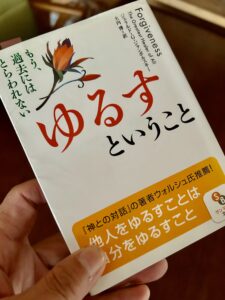 もう、
過去には
とらわれない
Forgiveness
ゆるす
ということ
「神との対話」の著者ウォルシュ氏推薦!
他人をゆるすことは
自分をゆるすこと